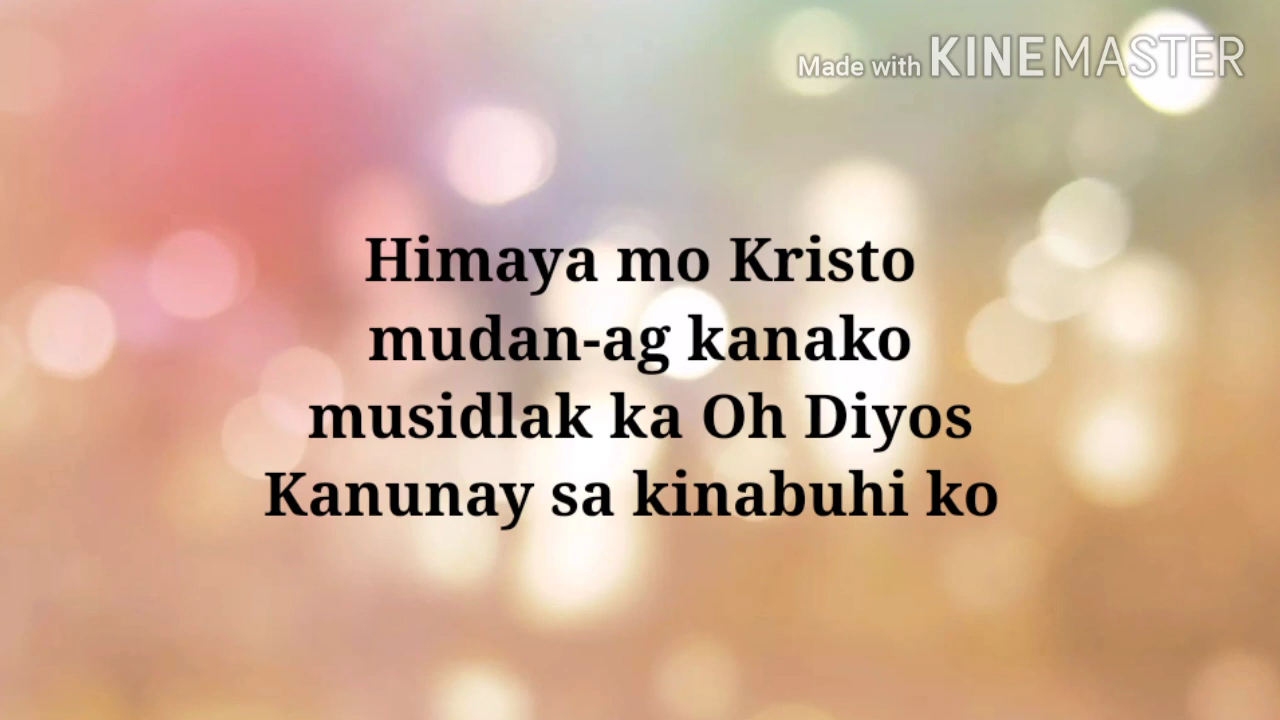 Made with KINEMASTER
Himaya mo Kristo
mudan-ag kanako
musidlak ka Oh Diyos
Kanunay sa kinabuhi ko